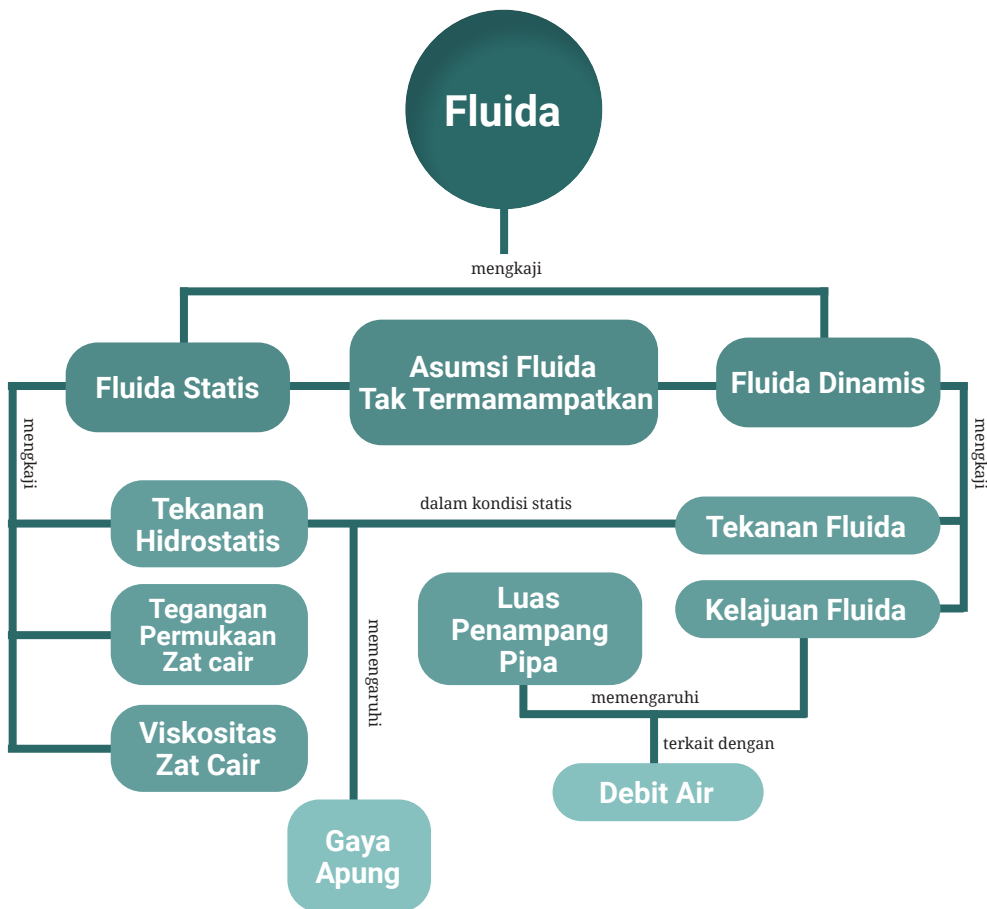 Fluida
mengkaji
Fluida Statis
Asumsi Fluida
Tak Termamampatkan
Fluida Dinamis
mengkaji
mengkaji
Tekanan
Hidrostatis
dalam kondisi statis
Tekanan Fluida
Tegangan
Permukaan
Zat cair
memengaruhi
Luas
Penampang
Pipa
Kelajuan Fluida
memengaruhi
Viskositas
Zat Cair
terkait dengan
Debit Air
Gaya
Apung